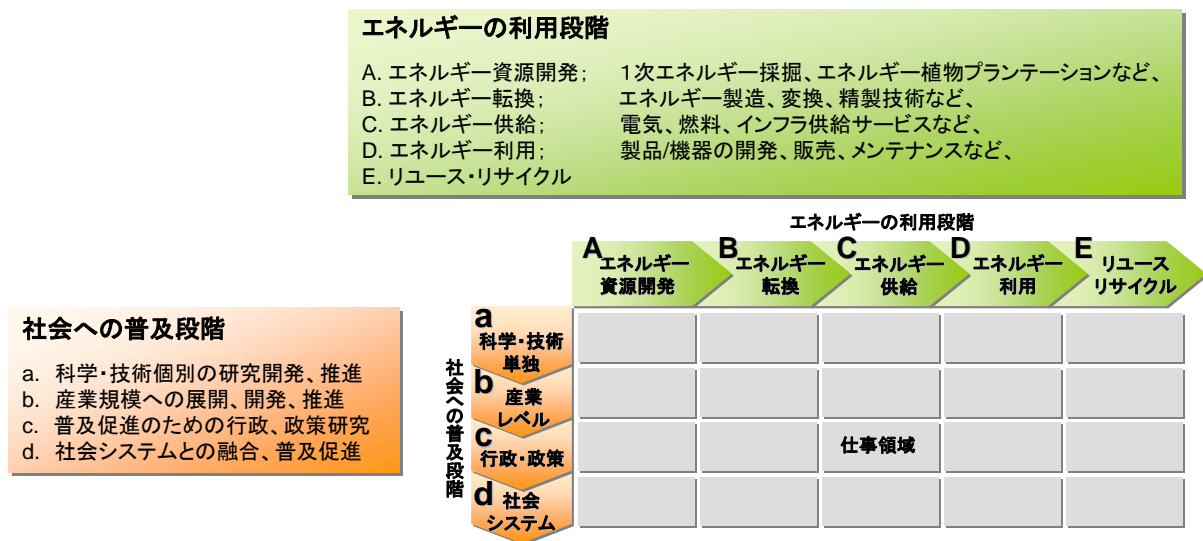 エネルギーの利用段階
A. エネルギー資源開発; 1次エネルギー採掘、エネルギー植物プランテーションなど、
B. エネルギー転換; エネルギー製造、変換、精製技術など、
C. エネルギー供給; 電気、燃料、インフラ供給サービスなど、
D. エネルギー利用; 製品/機器の開発、販売、メンテナンスなど、
E. リユース・リサイクル
エネルギーの利用段階
A
エネルギー
資源開発
B
エネルギー
転換
C
エネルギー
供給
D
エネルギー
利用
E
リユース
リサイクル
社会への普及段階
a. 科学・技術個別の研究開発、推進
b. 産業規模への展開、開発、推進
c. 普及促進のための行政、政策研究
d. 社会システムとの融合、普及促進
社会への普及段階
a
科学・技術
単独
b
産業
レベル
c
行政・政策
d
社会
システム
仕事領域